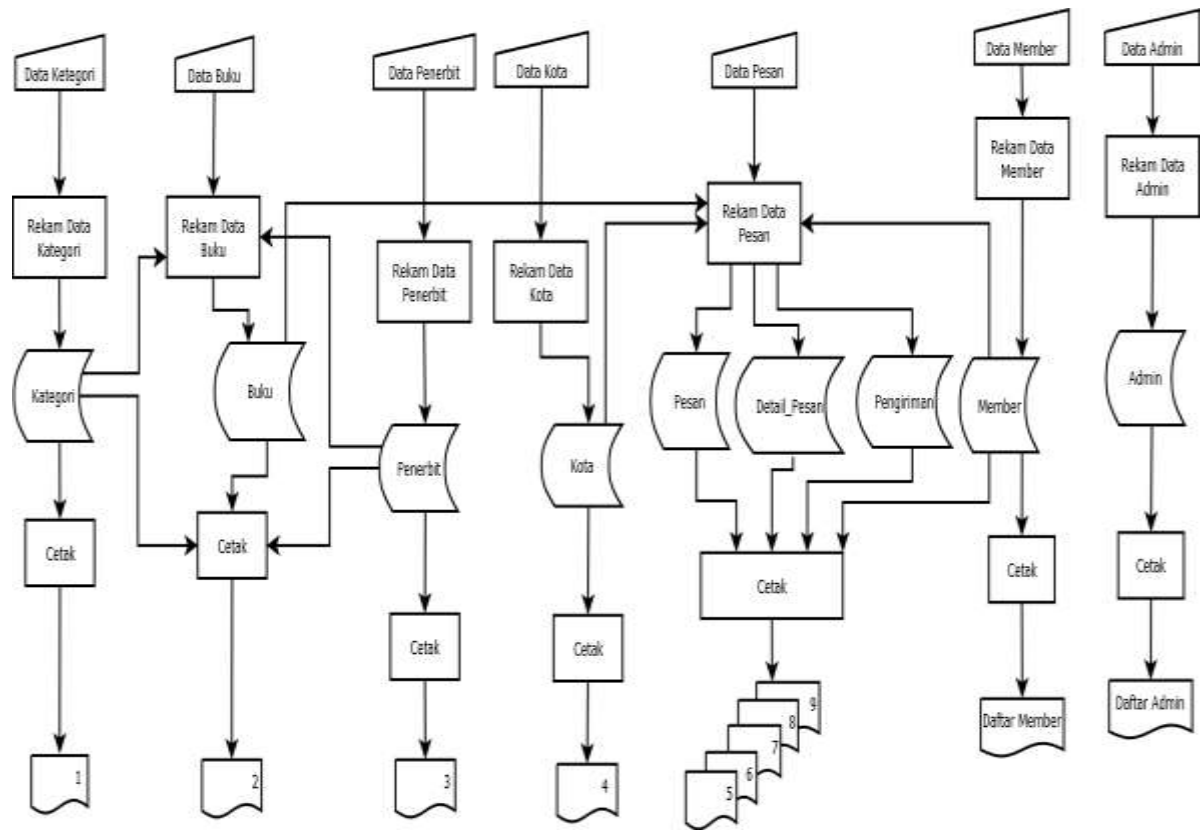 Data Ketegori
Data Buku
Data Penerbit
Data Kota
Data Pesan
Data Member
Data Admin
Rekam Data
Kategori
Rekam Data
Buku
Rekam Data
Penerbit
Rekam Data
Kota
Rekam Data
Pesan
Rekam Data
Member
Rekam Data
Admin
Kategori
Buku
Penerbit
Kota
Pesan
Detail_Pesan
Pengiriman
Member
Admin
Cetak
Cetak
Cetak
Cetak
Cetak
Cetak
Cetak
1
2
3
4
5
6
7
8
9
Daftar Member
Daftar Admin